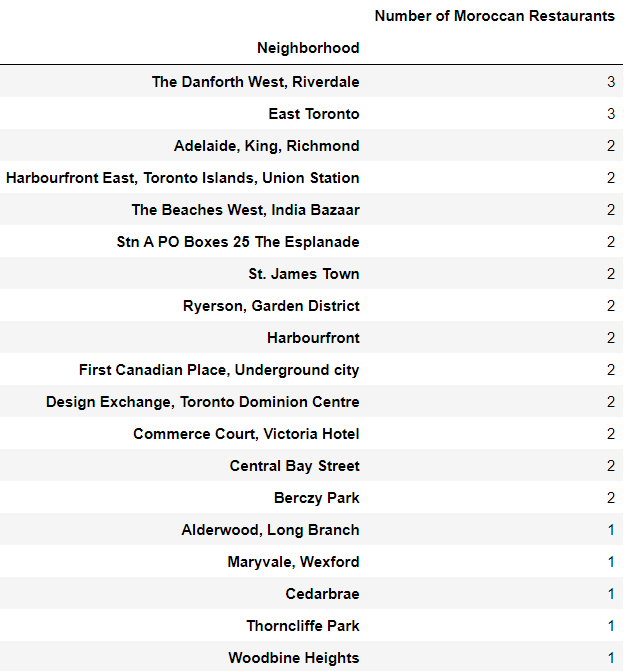 Number of Moroccan Restaurants
Neighborhood
The Danforth West, Riverdale 3
East Toronto 3
Adelaide, King, Richmond 2
Harbourfront East, Toronto Islands, Union Station 2
The Beaches West, India Bazaar 2
Stn A PO Boxes 25 The Esplanade 2
St. James Town 2
Ryerson, Garden District 2
Harbourfront 2
First Canadian Place, Underground city 2
Design Exchange, Toronto Dominion Centre 2
Commerce Court, Victoria Hotel 2
Central Bay Street 2
Berczy Park 2
Alderwood, Long Branch 1
Maryvale, Wexford 1
Cedarbrae 1
Thorncliffe Park 1
Woodbine Heights 1